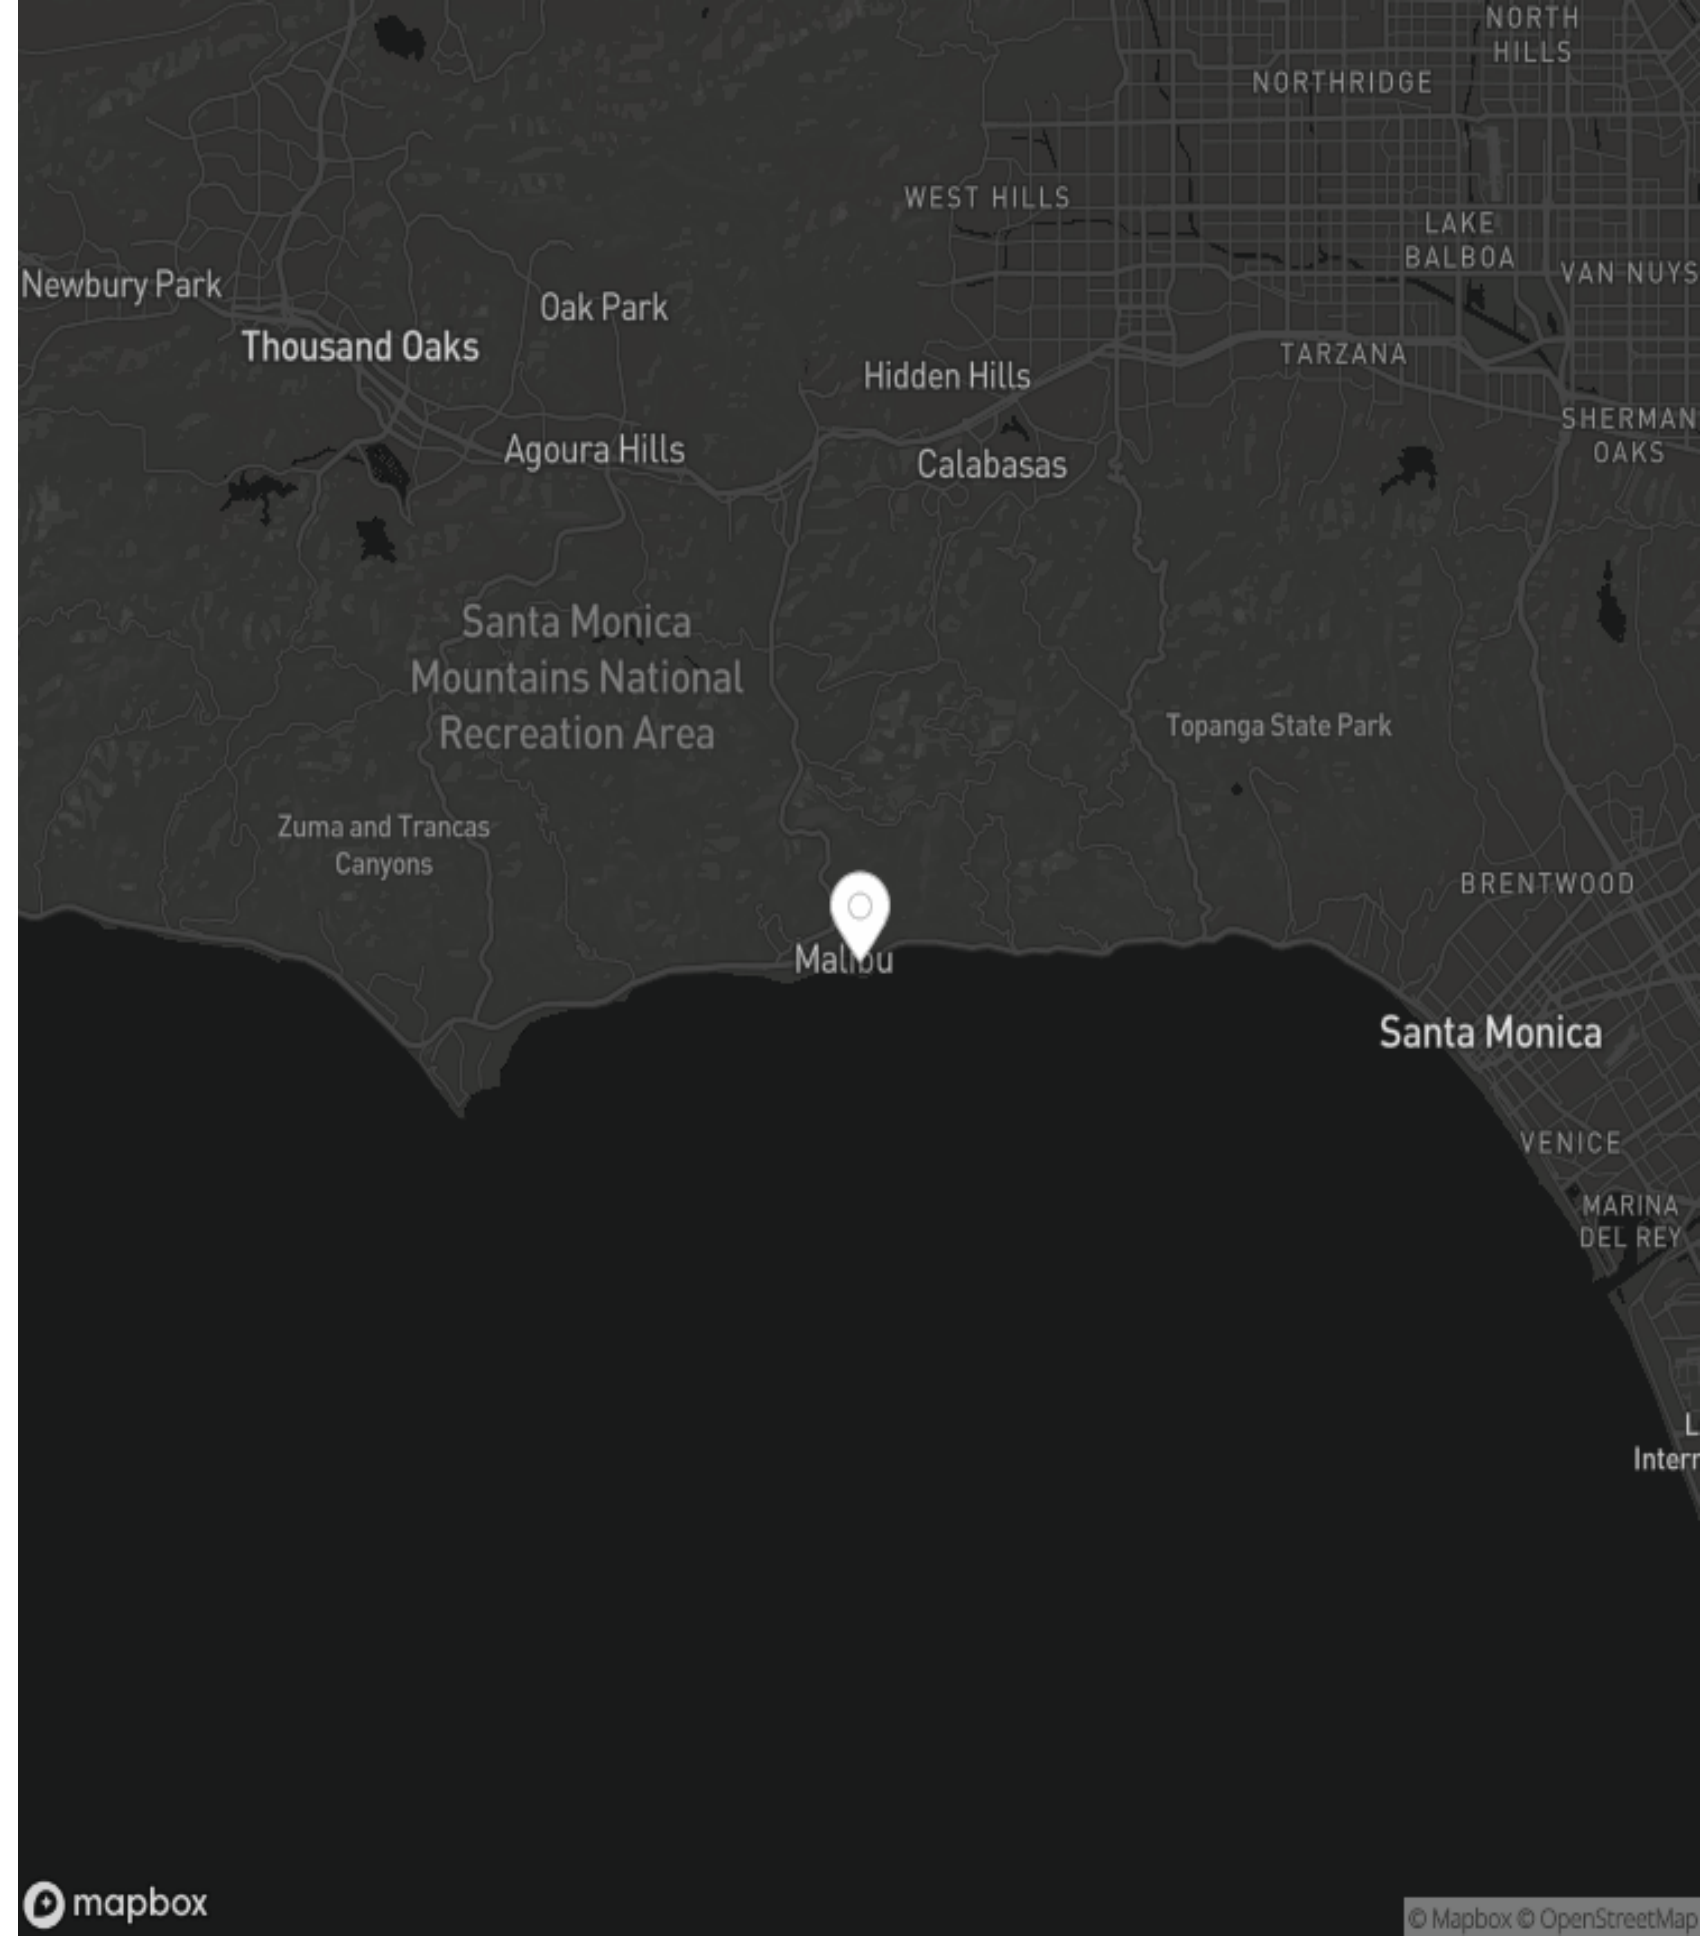 NORTH
HILLS
NORTHRIDGE
WEST HILLS
LAKE
BALBOA
VAN NUYS
Newbury Park
Oak Park
Thousand Oaks
TARZANA
Hidden Hills
SHERMAN
OAKS
Agoura Hills
Calabasas
Santa Monica
Mountains National
Recreation Area
Topanga State Park
Zuma and Trancas
Canyons
BRENTWOOD
Malibu
Santa Monica
VENICE
MARINA
DEL REY
L
Intern
mapbox
© Mapbox © OpenStreetMap